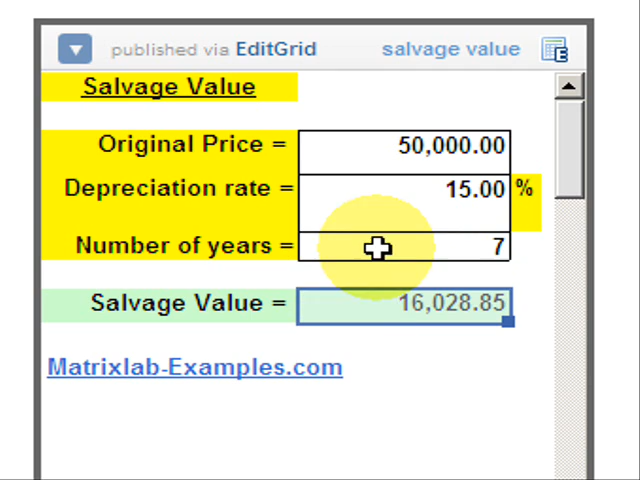 published via EditGrid salvage value
Salvage Value
Original Price = 50,000.00
Depreciation rate = 15.00 %
Number of years = 7
Salvage Value = 16,028.85
Matrixlab-Examples.com